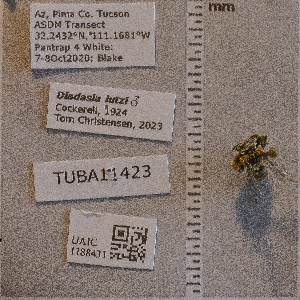 mm
Az, Pima Co. Tucson
ASDM Transect
32.2432°N, -111.1681°W
Pantrap 4 White:
7-8Oct2020; Blake
Diadasia lutzi ♂
Cockerell, 1924
Tom Christensen, 2023
TUBA11423
UAIC
1188431